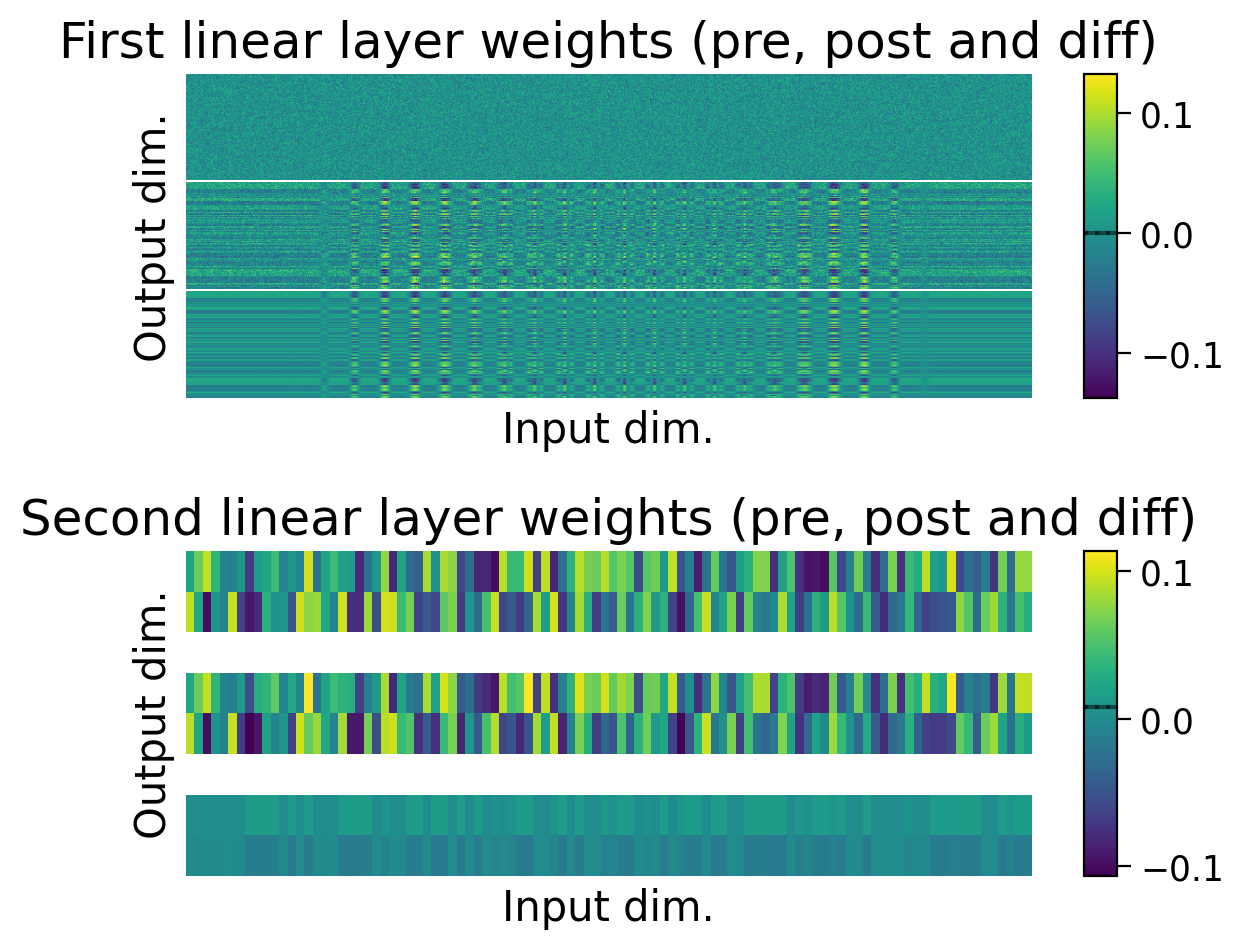 First linear layer weights (pre, post and diff)
Output dim.
0.1
0.0
−0.1
Input dim.
Second linear layer weights (pre, post and diff)
Output dim.
0.1
0.0
−0.1
Input dim.